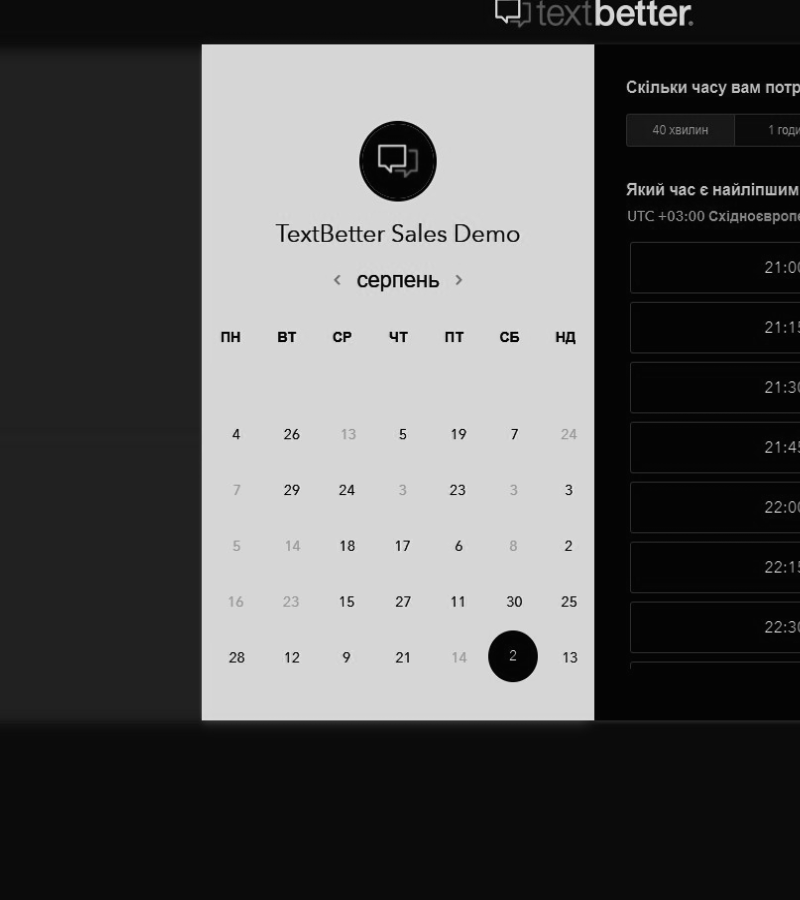 textbetter.
TextBetter Sales Demo
‹ серпень ›
ПН ВТ СР ЧТ ПТ СБ НД
4 26 13 5 19 7 24
7 29 24 3 23 3 3
5 14 18 17 6 8 2
16 23 15 27 11 30 25
28 12 9 21 14 2 13
Скільки часу вам
40 хвилин 1
Який час є найліпшим
UTC +03:00
21:00
21:15
21:30
21:45
22:00
22:15
22:30